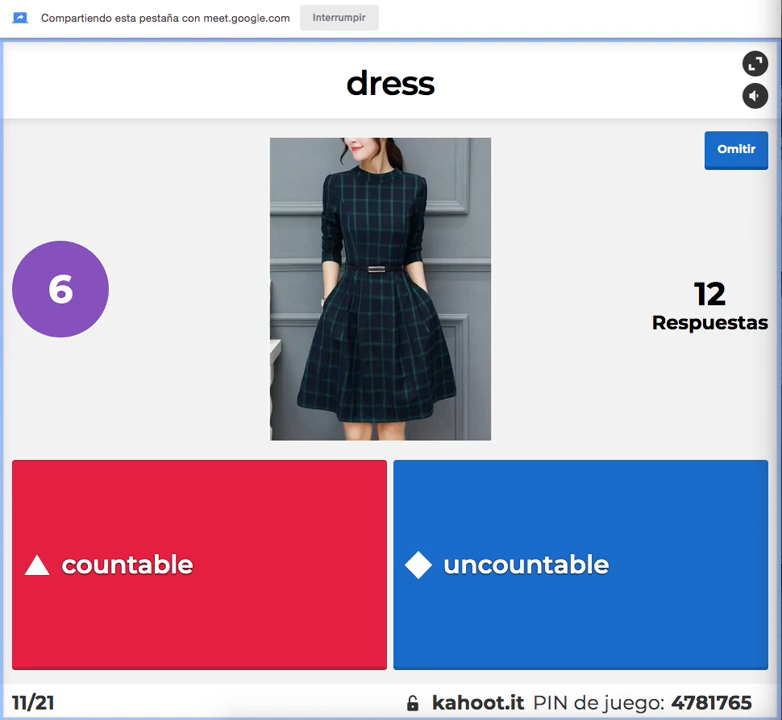 Compartiendo esta pestaña con meet.google.com Interrumpir
dress
Omitir
6
12
Respuestas
countable
uncountable
11/21
kahoot.it PIN de juego: 4781765